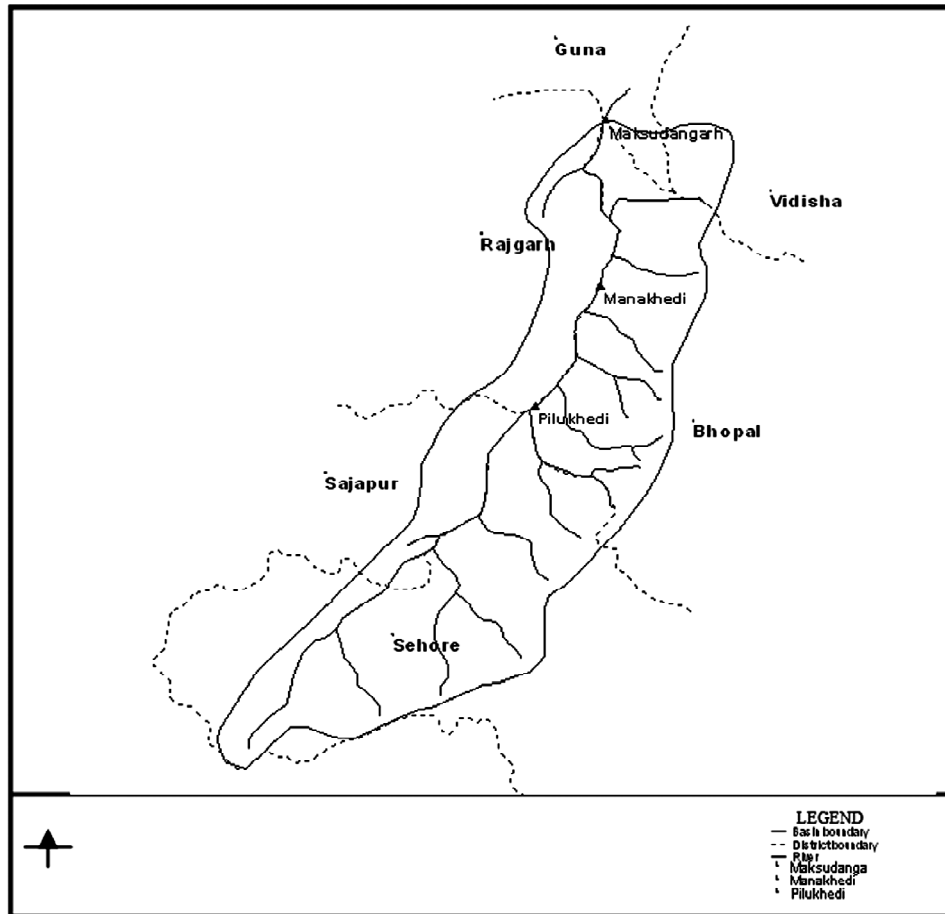 Guna
Maksudangarh
Vidisha
Rajgarh
Manakhedi
Pilukhedi
Bhopal
Sajapur
Sehore
LEGEND
Basin boundary
District boundary
River
Maksudanga
Manakhedi
Pilukhedi